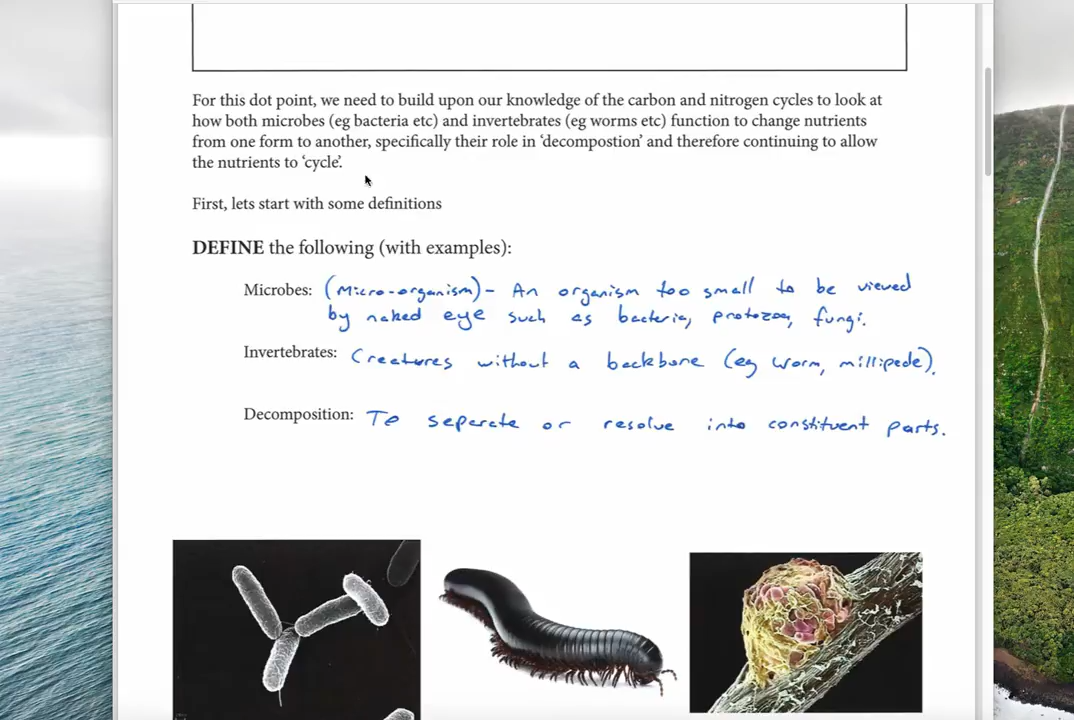 For this dot point, we need to build upon our knowledge of the carbon and nitrogen cycles to look at
how both microbes (eg bacteria etc) and invertebrates (eg worms etc) function to change nutrients
from one form to another, specifically their role in 'decompostion' and therefore continuing to allow
the nutrients to 'cycle'.
First, lets start with some definitions
DEFINE the following (with examples):
Microbes: (Micro-organism) - An organism too small to be viewed
by naked eye such as bacteria, protozoa, fungi.
Invertebrates: Creatures without a backbone (eg worm, millipede).
Decomposition: To separate or resolve into constituent parts.